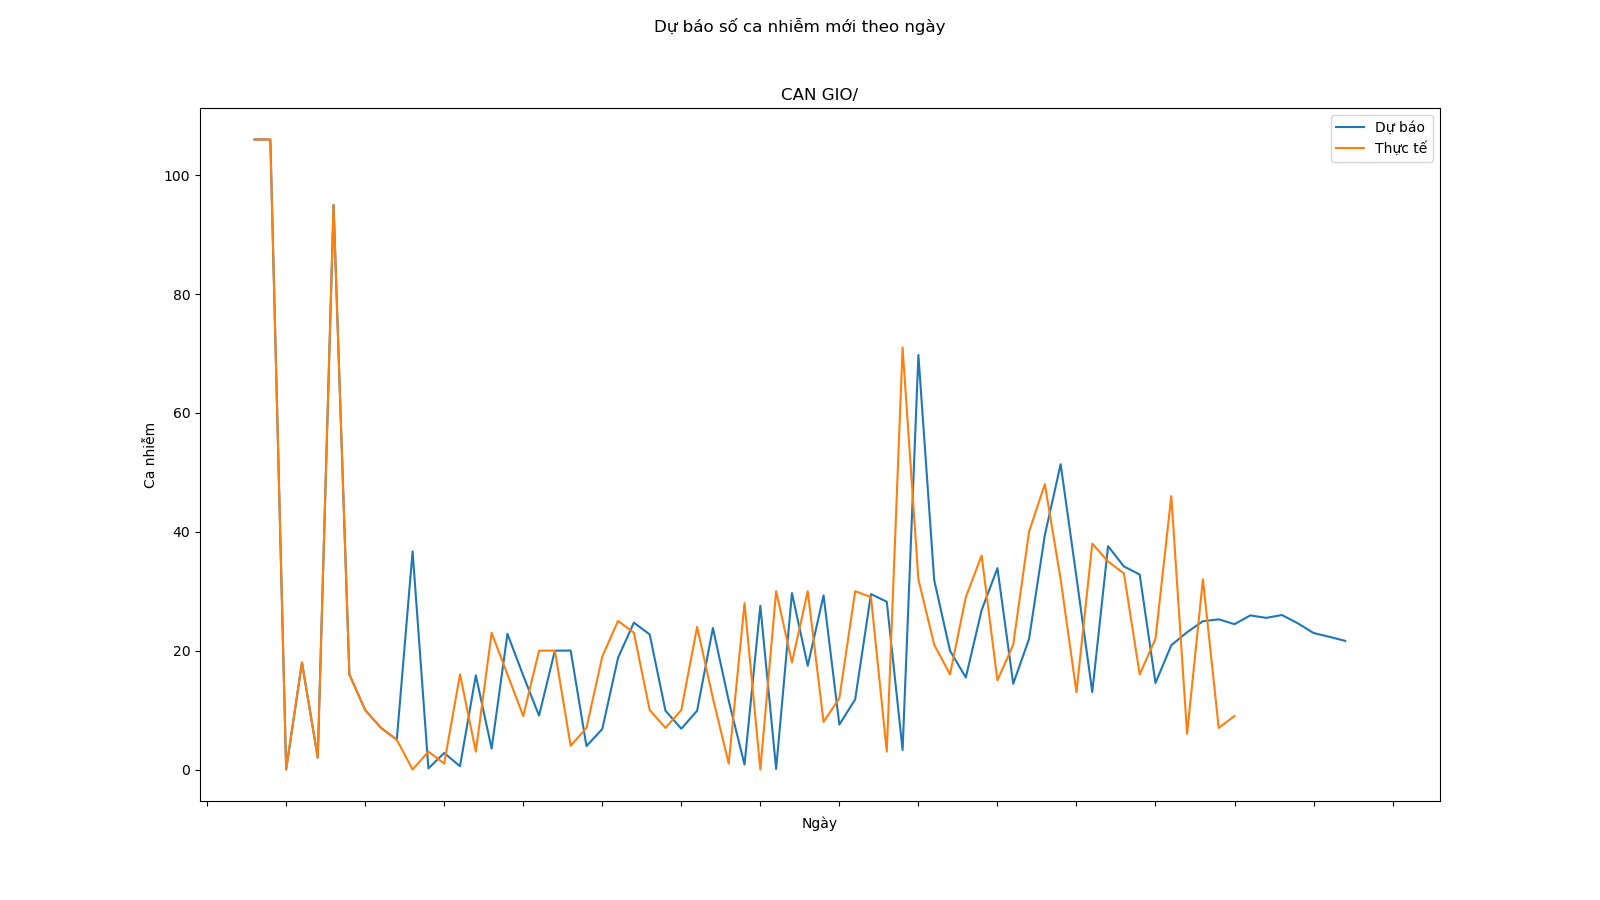 Dự báo số ca nhiễm mới theo ngày
CAN GIO/
Dự báo
Thực tế
100
80
60
40
20
0
Ca nhiễm
Ngày